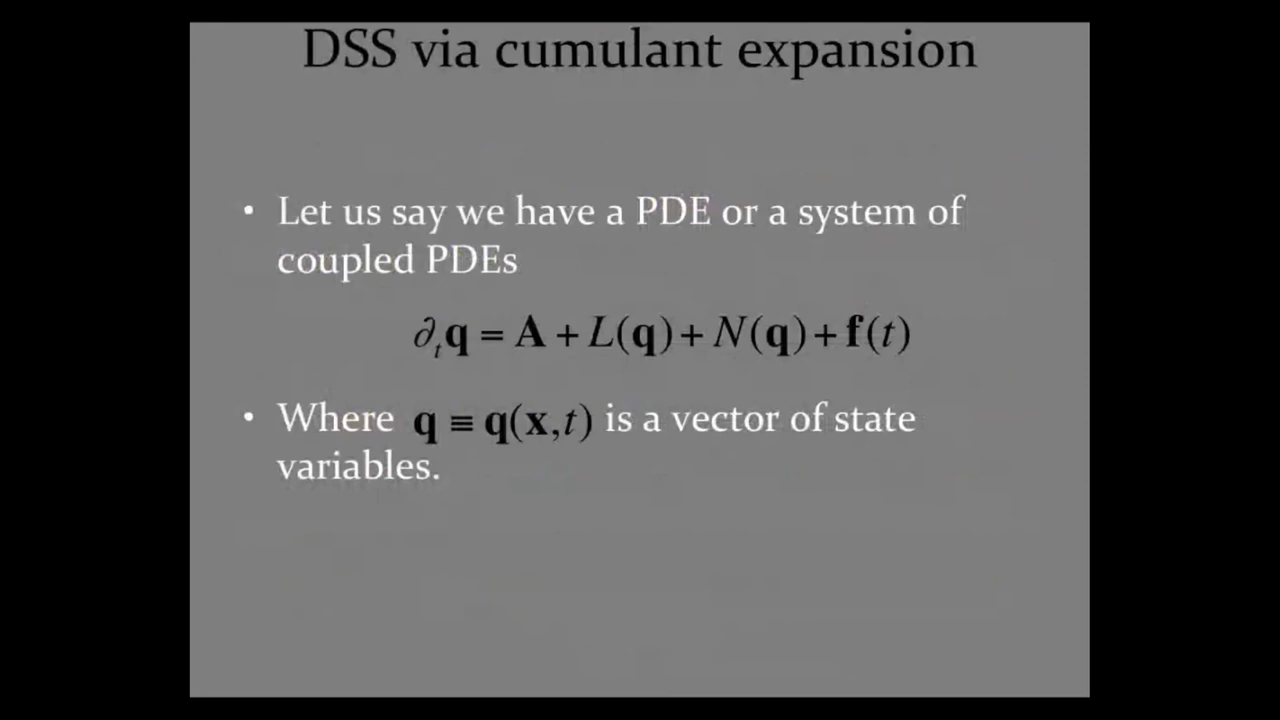 DSS via cumulant expansion
• Let us say we have a PDE or a system of
coupled PDEs
∂ₜ𝐪 = 𝐀 + L(𝐪) + N(𝐪) + 𝐟(t)
• Where 𝐪 ≡ 𝐪(𝐱,t) is a vector of state
variables.